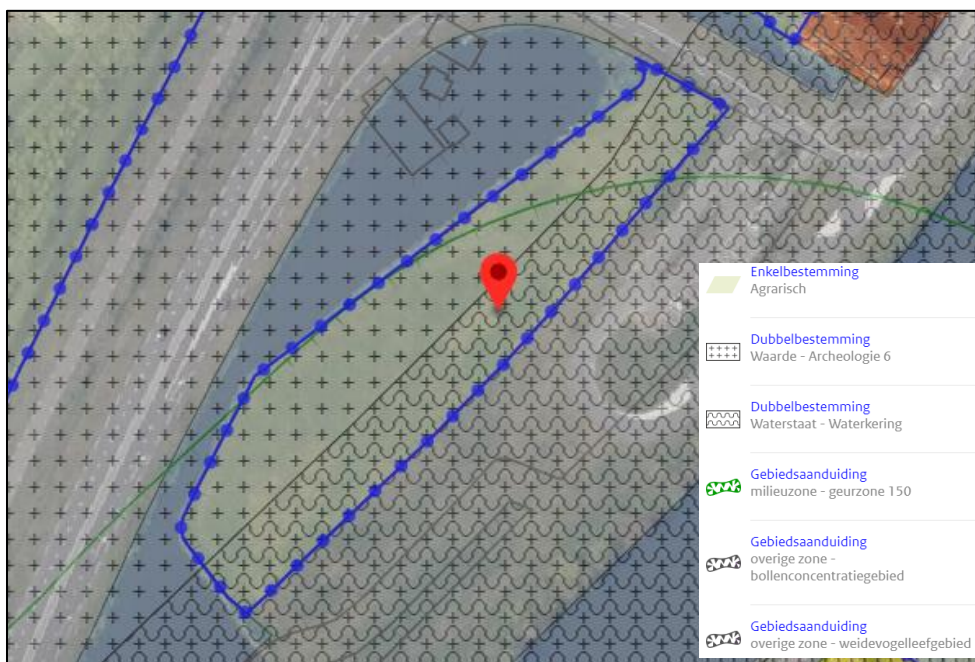 Enkelbestemming
Agrarisch
Dubbelbestemming
Waarde - Archeologie 6
Dubbelbestemming
Waterstaat - Waterkering
Gebiedsaanduiding
milieuzone - geurzone 150
Gebiedsaanduiding
overige zone -
bollenconcentratiegebied
Gebiedsaanduiding
overige zone - weidevogelleefgebied